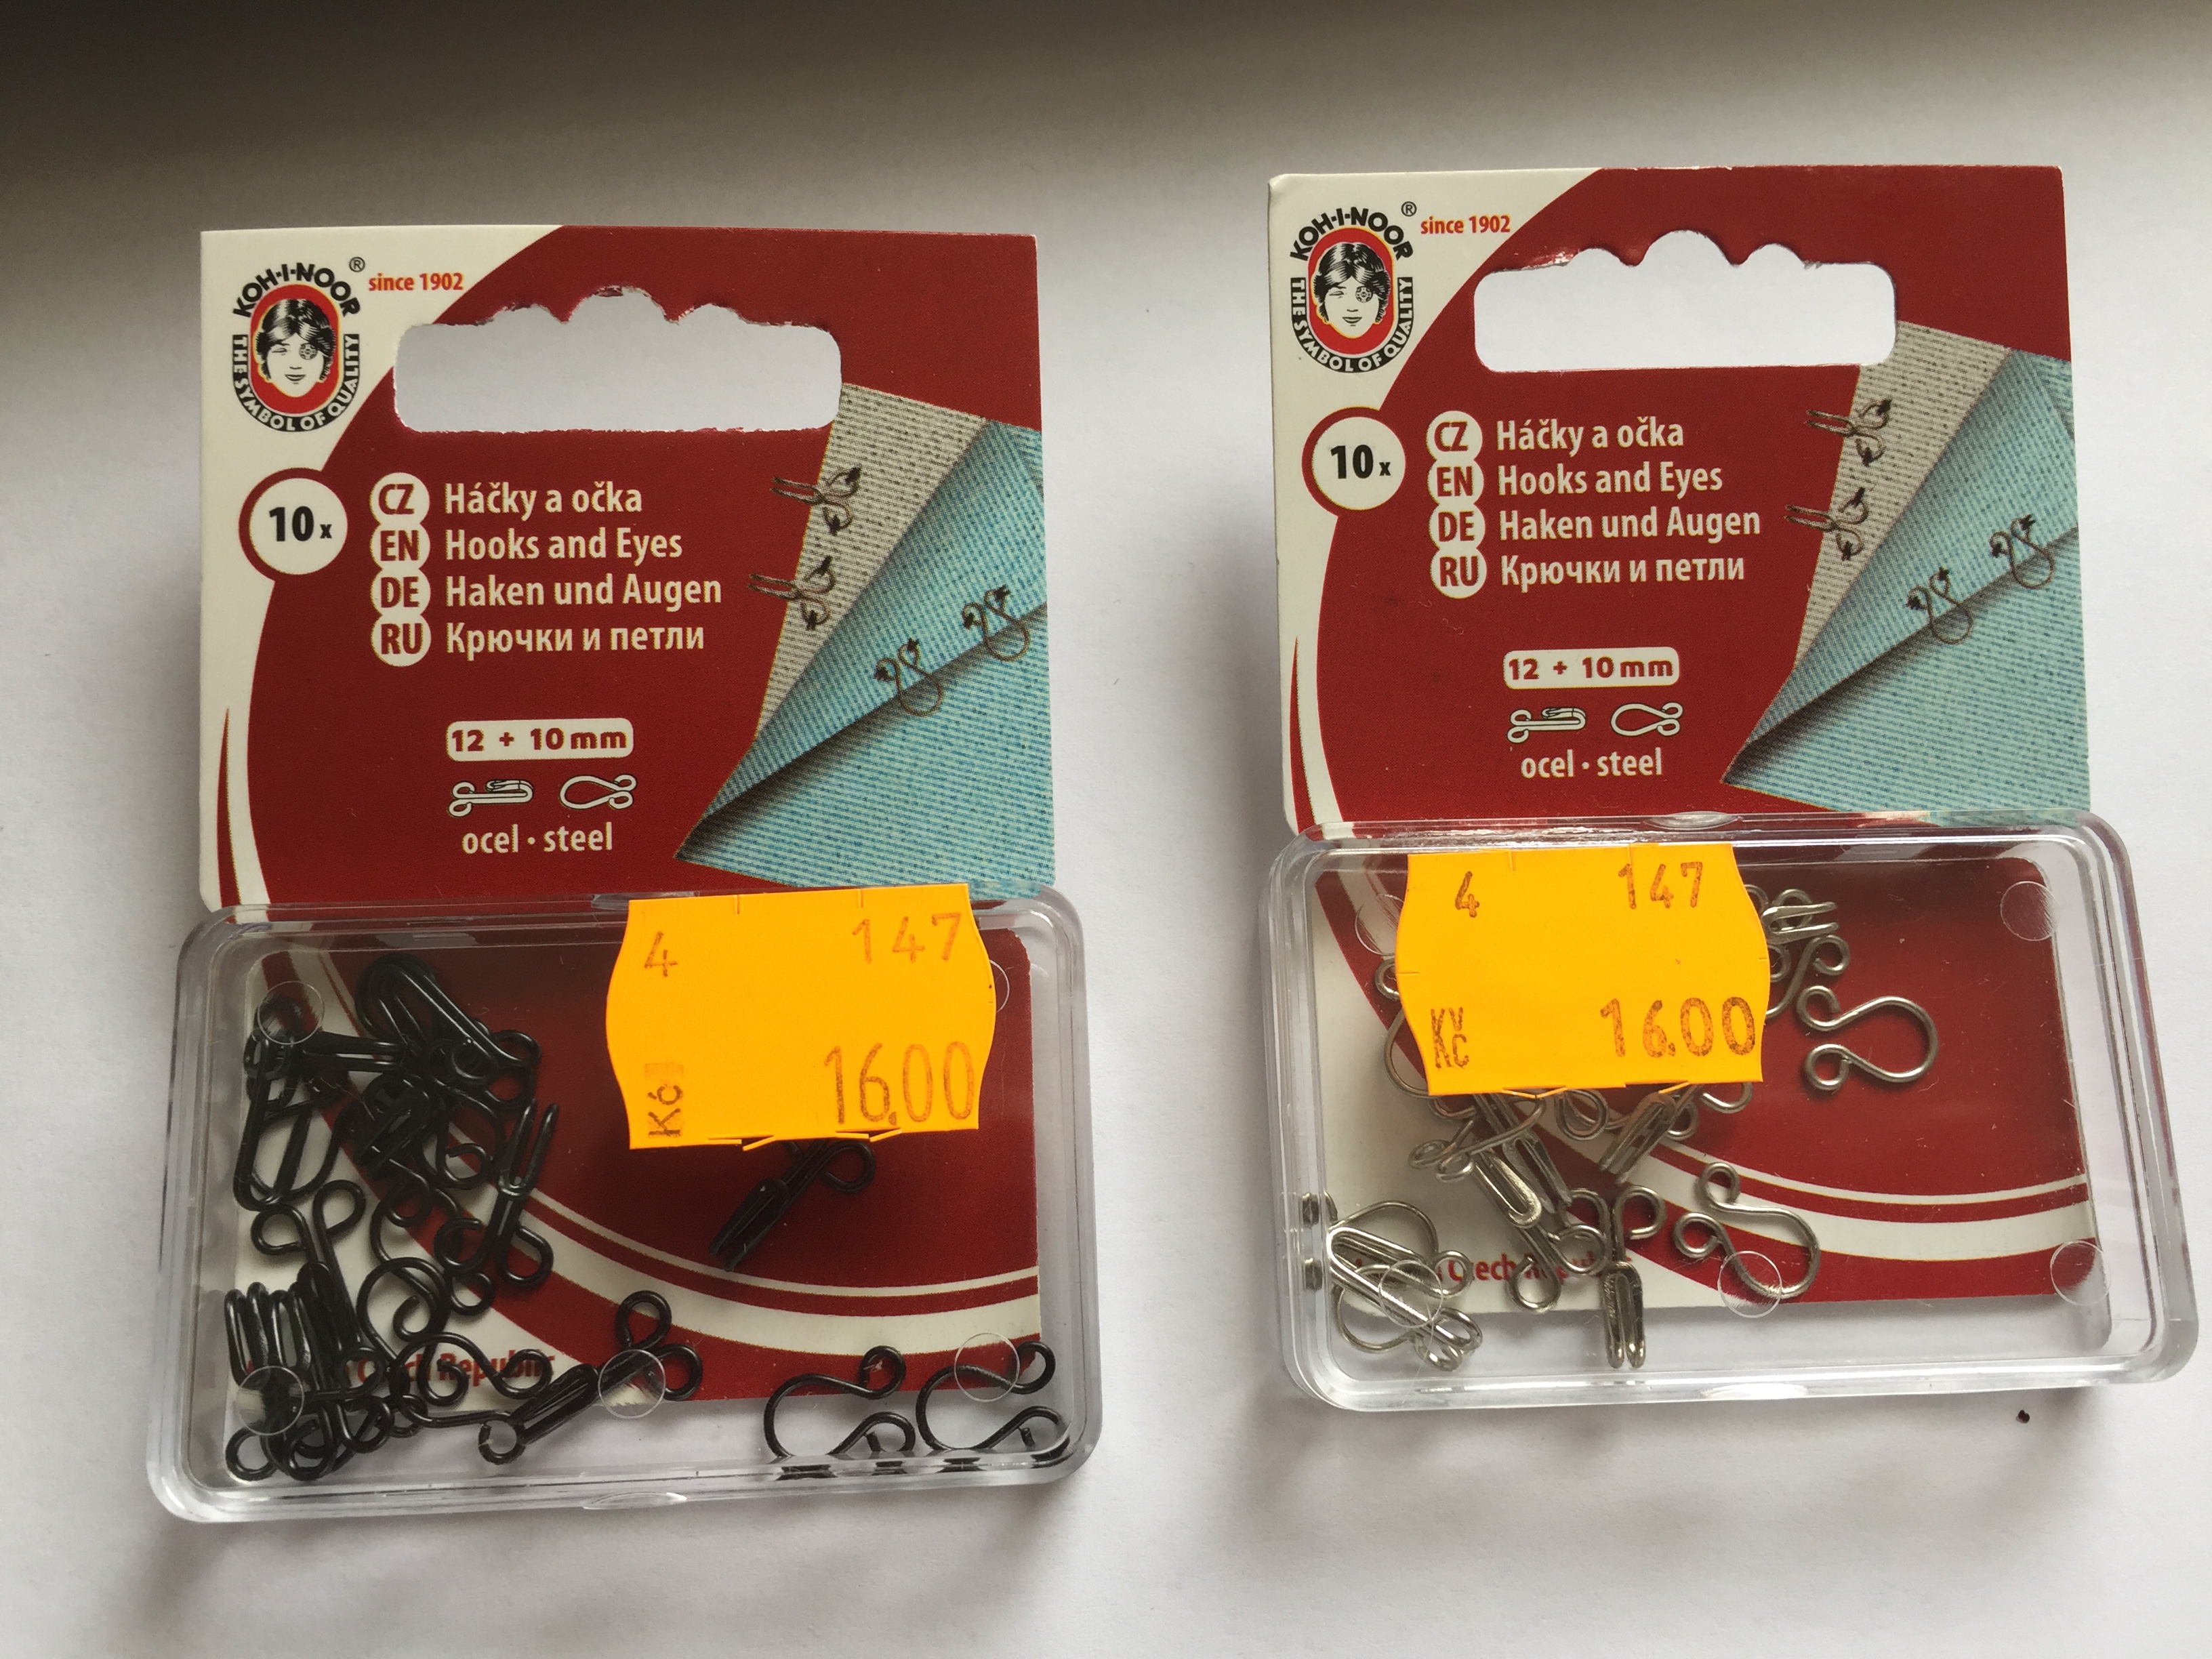 KOH-I-NOOR ®
since 1902
THE SYMBOL OF QUALITY
10x
CZ Háčky a očka
EN Hooks and Eyes
DE Haken und Augen
RU Крючки и петли
12 + 10 mm
ocel · steel
4 147
16.00
Czech Republic
KOH-I-NOOR ®
since 1902
THE SYMBOL OF QUALITY
10x
CZ Háčky a očka
EN Hooks and Eyes
DE Haken und Augen
RU Крючки и петли
12 + 10 mm
ocel · steel
4 147
16.00
Czech